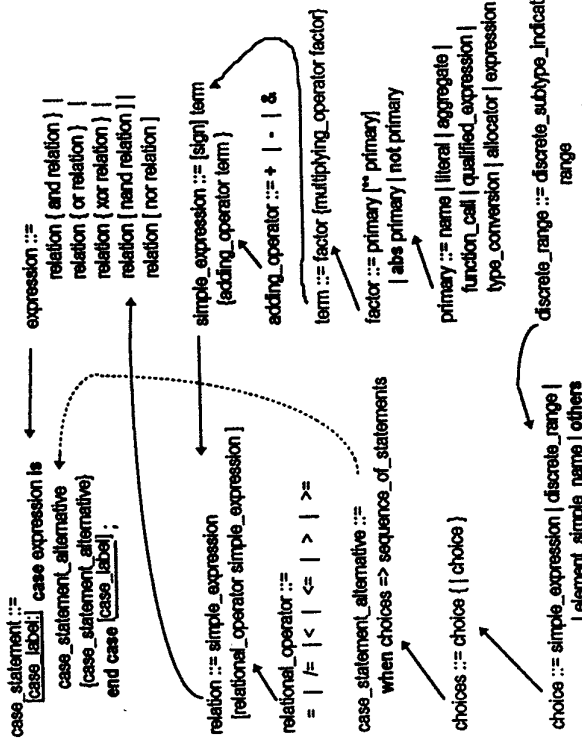 case_statement ::=
[case_label:] case expression is
case_statement_alternative
{case_statement_alternative}
end case [case_label] ;
expression ::=
relation { and relation } |
relation { or relation } |
relation { xor relation } |
relation [ nand relation ] |
relation [ nor relation ]
relation ::= simple_expression
[relational_operator simple_expression ]
relational_operator ::=
= | /= | < | <= | > | >=
simple_expression ::= [sign] term
{adding_operator term }
adding_operator ::= + | - | &
term ::= factor {multiplying_operator factor}
case_statement_alternative ::=
when choices => sequence_of_statements
factor ::= primary [** primary]
| abs primary | not primary
choices ::= choice { | choice }
primary ::= name | literal | aggregate |
function_call | qualified_expression |
type_conversion | allocator | expression
choice ::= simple_expression | discrete_range |
| element_simple_name | others
discrete_range ::= discrete_subtype_indicat
range